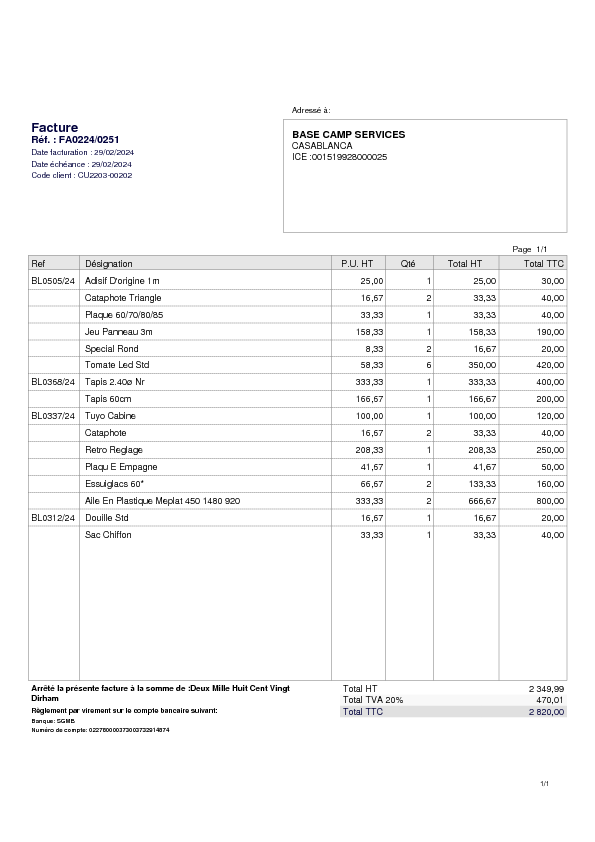 Adressé à:
Facture
Réf. : FA0224/0251
Date facturation : 29/02/2024
Date échéance : 29/02/2024
Code client : CU2203-00202
BASE CAMP SERVICES
CASABLANCA
ICE :001519928000025
Page 1/1
Ref Désignation P.U. HT Qté Total HT Total TTC
BL0505/24 Adisif D'origine 1m 25,00 1 25,00 30,00
Cataphote Triangle 16,67 2 33,33 40,00
Plaque 60/70/80/85 33,33 1 33,33 40,00
Jeu Panneau 3m 158,33 1 158,33 190,00
Special Rond 8,33 2 16,67 20,00
Tomate Led Std 58,33 6 350,00 420,00
BL0368/24 Tapis 2.40ø Nr 333,33 1 333,33 400,00
Tapis 60cm 166,67 1 166,67 200,00
BL0337/24 Tuyo Cabine 100,00 1 100,00 120,00
Cataphote 16,67 2 33,33 40,00
Retro Reglage 208,33 1 208,33 250,00
Plaqu E Empagne 41,67 1 41,67 50,00
Essuiglacs 60* 66,67 2 133,33 160,00
Aile En Plastique Meplat 450 1480 920 333,33 2 666,67 800,00
BL0312/24 Douille Std 16,67 1 16,67 20,00
Sac Chiffon 33,33 1 33,33 40,00
Arrêté la présente facture à la somme de :Deux Mille Huit Cent Vingt
Dirham
Règlement par virement sur le compte bancaire suivant:
Banque: SGMB
Numéro de compte:
Total HT 2 349,99
Total TVA 20% 470,01
Total TTC 2 820,00
1/1